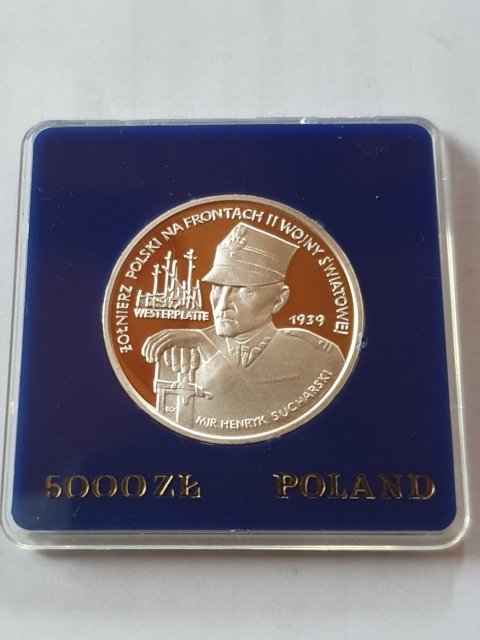 ŻOŁNIERZ POLSKI NA FRONTACH II WOJNY ŚWIATOWEJ
WESTERPLATTE
1939
MJR HENRYK SUCHARSKI
5000 ZŁ POLAND